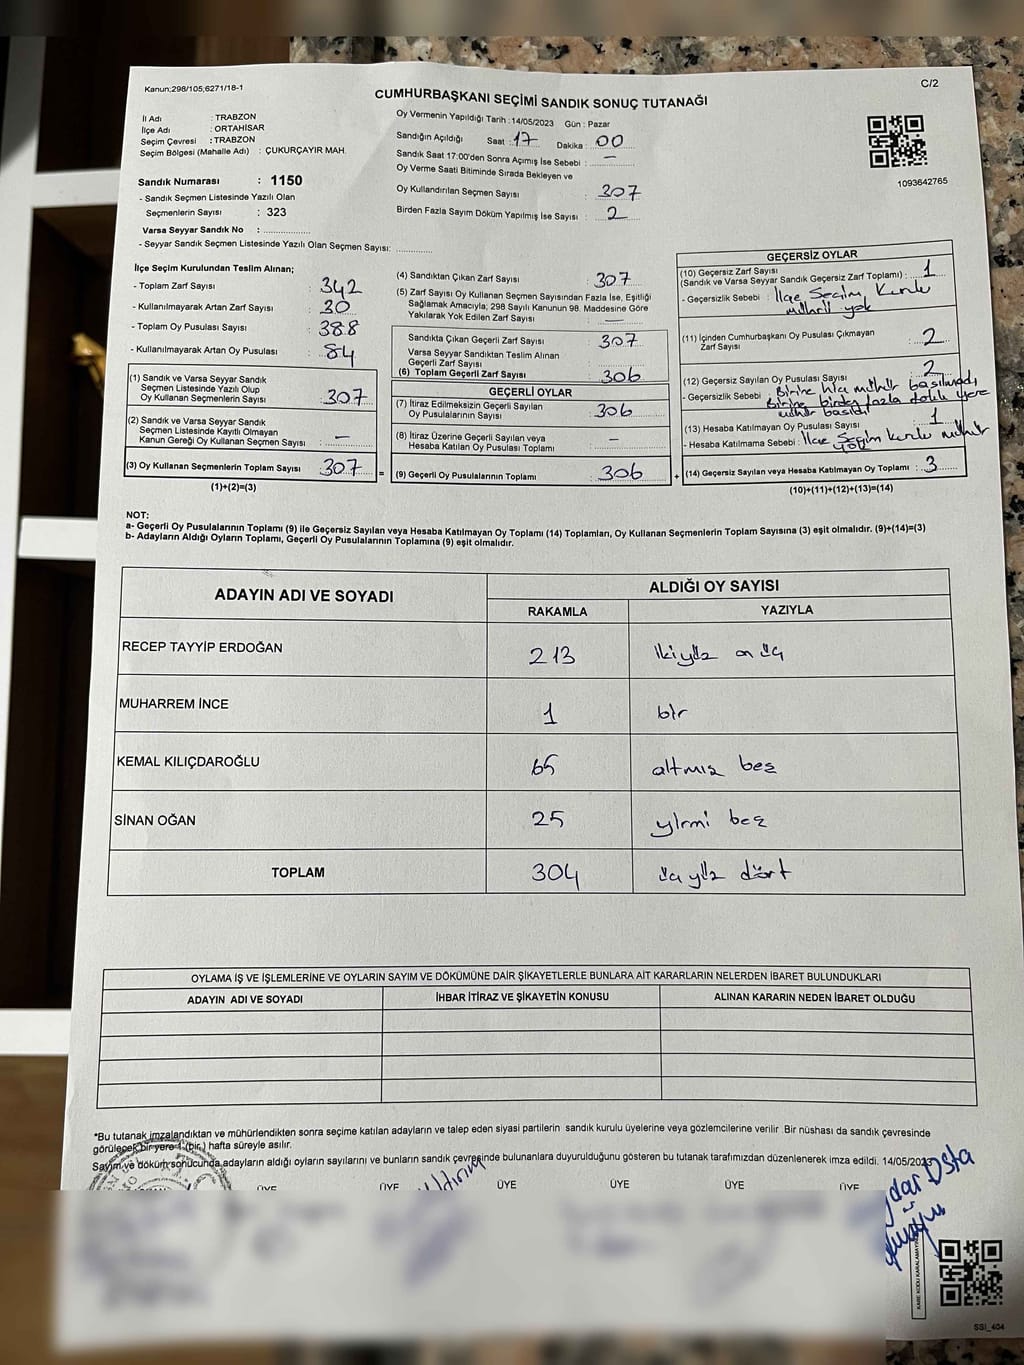 Kanun;298/105;6271/18-1
C/2
CUMHURBAŞKANI SEÇİMİ SANDIK SONUÇ TUTANAĞI
İl Adı : TRABZON
İlçe Adı : ORTAHİSAR
Seçim Çevresi : TRABZON
Seçim Bölgesi (Mahalle Adı) : ÇUKURÇAYIR MAH.
Sandık Numarası : 1150
- Sandık Seçmen Listesinde Yazılı Olan
Seçmenlerin Sayısı : 323
Varsa Seyyar Sandık No : ....................
- Seyyar Sandık Seçmen Listesinde Yazılı Olan Seçmen Sayısı: ..............
Oy Vermenin Yapıldığı Tarih :14/05/2023 Gün : Pazar
Sandığın Açıldığı Saat : 17 Dakika : 00
Sandık Saat 17:00'den Sonra Açımış İse Sebebi : —
Oy Verme Saati Bitiminde Sırada Bekleyen ve
Oy Kullandırılan Seçmen Sayısı : 307
Birden Fazla Sayım Döküm Yapılmış İse Sayısı : 2
1093642765
İlçe Seçim Kurulundan Teslim Alınan;
- Toplam Zarf Sayısı : 342
- Kullanılmayarak Artan Zarf Sayısı : 30
- Toplam Oy Pusulası Sayısı : 388
- Kullanılmayarak Artan Oy Pusulası : 84
(1) Sandık ve Varsa Seyyar Sandık
Seçmen Listesinde Yazılı Olup
Oy Kullanan Seçmenlerin Sayısı : 307
(2) Sandık ve Varsa Seyyar Sandık
Seçmen Listesinde Kayıtlı Olmayan
Kanun Gereği Oy Kullanan Seçmen Sayısı : —
(3) Oy Kullanan Seçmenlerin Toplam Sayısı : 307 =
(1)+(2)=(3)
(4) Sandıktan Çıkan Zarf Sayısı : 307
(5) Zarf Sayısı Oy Kullanan Seçmen Sayısından Fazla İse, Eşitliği
Sağlamak Amacıyla; 298 Sayılı Kanunun 98. Maddesine Göre
Yakılarak Yok Edilen Zarf Sayısı : —
Sandıkta Çıkan Geçerli Zarf Sayısı : 307
Varsa Seyyar Sandıktan Teslim Alınan
Geçerli Zarf Sayısı :
(6) Toplam Geçerli Zarf Sayısı : 306
GEÇERLİ OYLAR
(7) İtiraz Edilmeksizin Geçerli Sayılan
Oy Pusulalarının Sayısı : 306
(8) İtiraz Üzerine Geçerli Sayılan veya
Hesaba Katılan Oy Pusulası Toplamı : —
(9) Geçerli Oy Pusulalarının Toplamı : 306 +
GEÇERSİZ OYLAR
(10) Geçersiz Zarf Sayısı
(Sandık ve Varsa Seyyar Sandık Geçersiz Zarf Toplamı) : 1
- Geçersizlik Sebebi : İlçe Seçim Kurulu
mührü yok
(11) İçinden Cumhurbaşkanı Oy Pusulası Çıkmayan
Zarf Sayısı : 2
(12) Geçersiz Sayılan Oy Pusulası Sayısı : 2
- Geçersizlik Sebebi : Birine hiç mühür basılmadı
Birine birden fazla yere
mühür basıldı
(13) Hesaba Katılmayan Oy Pusulası Sayısı : 1
- Hesaba Katılmama Sebebi : İlçe Seçim kurulu mührü
yok
(14) Geçersiz Sayılan veya Hesaba Katılmayan Oy Toplamı : 3
(10)+(11)+(12)+(13)=(14)
NOT:
a- Geçerli Oy Pusulalarının Toplamı (9) ile Geçersiz Sayılan veya Hesaba Katılmayan Oy Toplamı (14) Toplamları, Oy Kullanan Seçmenlerin Toplam Sayısına (3) eşit olmalıdır. (9)+(14)=(3)
b- Adayların Aldığı Oyların Toplamı, Geçerli Oy Pusulalarının Toplamına (9) eşit olmalıdır.
ADAYIN ADI VE SOYADI
ALDIĞI OY SAYISI
RAKAMLA YAZIYLA
RECEP TAYYİP ERDOĞAN 213 ikiyüz on üç
MUHARREM İNCE 1 bir
KEMAL KILIÇDAROĞLU 65 altmış beş
SİNAN OĞAN 25 yirmi beş
TOPLAM 304 üç yüz dört
OYLAMA İŞ VE İŞLEMLERİNE VE OYLARIN SAYIM VE DÖKÜMÜNE DAİR ŞİKAYETLERLE BUNLARA AİT KARARLARIN NELERDEN İBARET BULUNDUKLARI
ADAYIN ADI VE SOYADI İHBAR İTİRAZ VE ŞİKAYETİN KONUSU ALINAN KARARIN NEDEN İBARET OLDUĞU
*Bu tutanak imzalandıktan ve mühürlendikten sonra seçime katılan adayların ve talep eden siyasi partilerin sandık kurulu üyelerine veya gözlemcilerine verilir .Bir nüshası da sandık çevresinde
görülecek bir yere 1 (bir.) hafta süreyle asılır.
Sayım ve döküm sonucunda adayların aldığı oyların sayılarını ve bunların sandık çevresinde bulunanlara duyurulduğunu gösteren bu tutanak tarafımızdan düzenlenerek imza edildi. 14/05/2023
ÜYE ÜYE ÜYE ÜYE ÜYE ÜYE
SSI_404